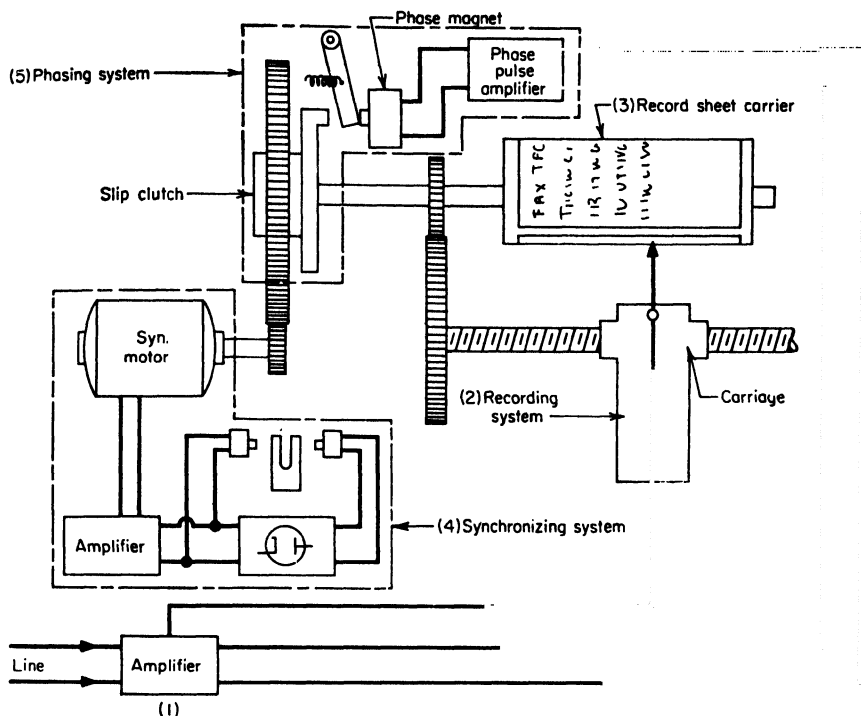 Phase magnet
(5) Phasing system
Phase
pulse
amplifier
(3) Record sheet carrier
FAX TFC
Slip clutch
Syn.
motor
(2) Recording
system
Carriaye
(4) Synchronizing system
Amplifier
Line
Amplifier
(1)